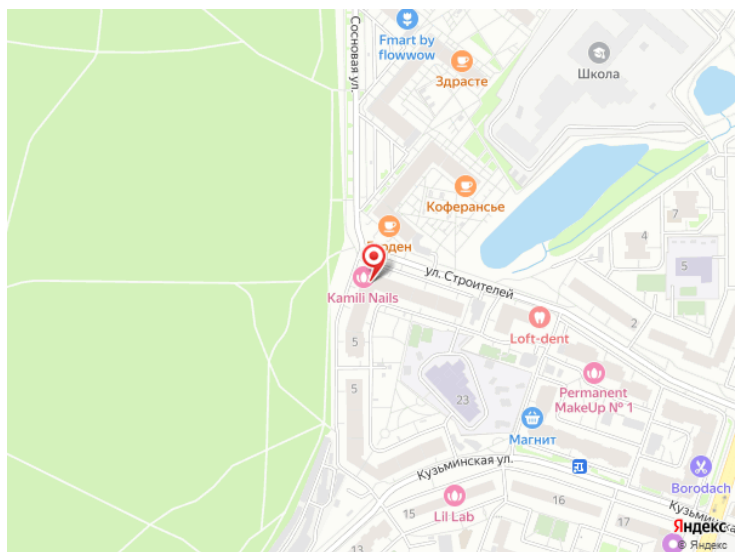 Сосновая ул.
Fmart by
flowwow
Здрасте
Школа
Коферансье
7
4
5
Kamili Nails
ул. Строителей
Loft-dent
2
5
5
23
Permanent
MakeUp № 1
Магнит
Кузьминская ул.
Borodach
Lil Lab
13
15
16
17
Кузьминска
Яндекс
© Яндекс